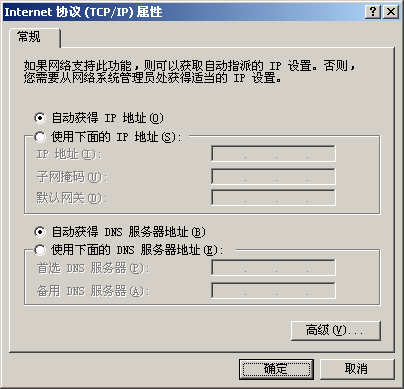 Internet 协议 (TCP/IP) 属性
常规
如果网络支持此功能，则可以获取自动指派的 IP 设置。否则，
您需要从网络系统管理员处获得适当的 IP 设置。
自动获得 IP 地址(O)
使用下面的 IP 地址(S):
IP 地址(I):
子网掩码(U):
默认网关(D):
自动获得 DNS 服务器地址(B)
使用下面的 DNS 服务器地址(E):
首选 DNS 服务器(P):
备用 DNS 服务器(A):
高级(V)...
确定
取消